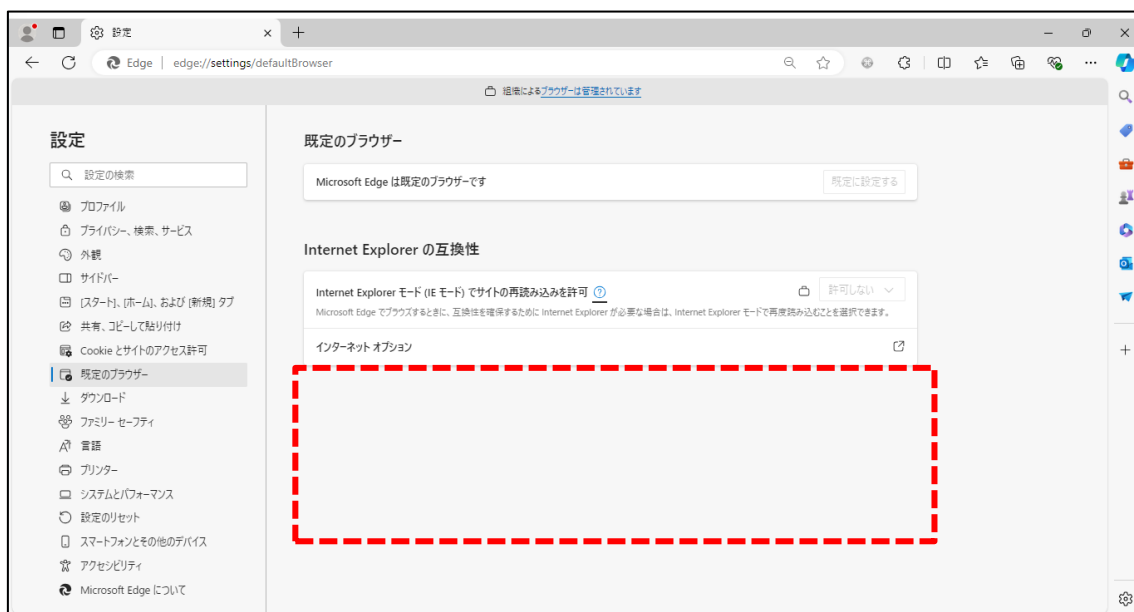 設定
Edge | edge://settings/defaultBrowser
組織によるブラウザーは管理されています
設定
設定の検索
プロファイル
プライバシー、検索、サービス
外観
サイドバー
[スタート]、[ホーム]、および [新規] タブ
共有、コピーして貼り付け
Cookie とサイトのアクセス許可
既定のブラウザー
ダウンロード
ファミリー セーフティ
言語
プリンター
システムとパフォーマンス
設定のリセット
スマートフォンとその他のデバイス
アクセシビリティ
Microsoft Edge について
既定のブラウザー
Microsoft Edge は既定のブラウザーです
既定に設定する
Internet Explorer の互換性
Internet Explorer モード (IE モード) でサイトの再読み込みを許可
許可しない
Microsoft Edge でブラウズするときに、互換性を確保するために Internet Explorer が必要な場合は、Internet Explorer モードで再度読み込むことを選択できます。
インターネット オプション